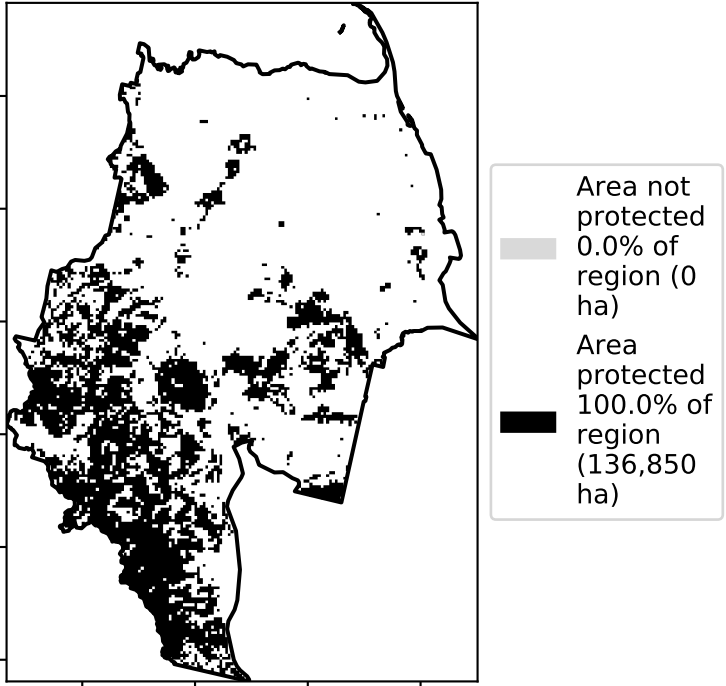 Area not
protected
0.0% of
region (0
ha)
Area
protected
100.0% of
region
(136,850
ha)